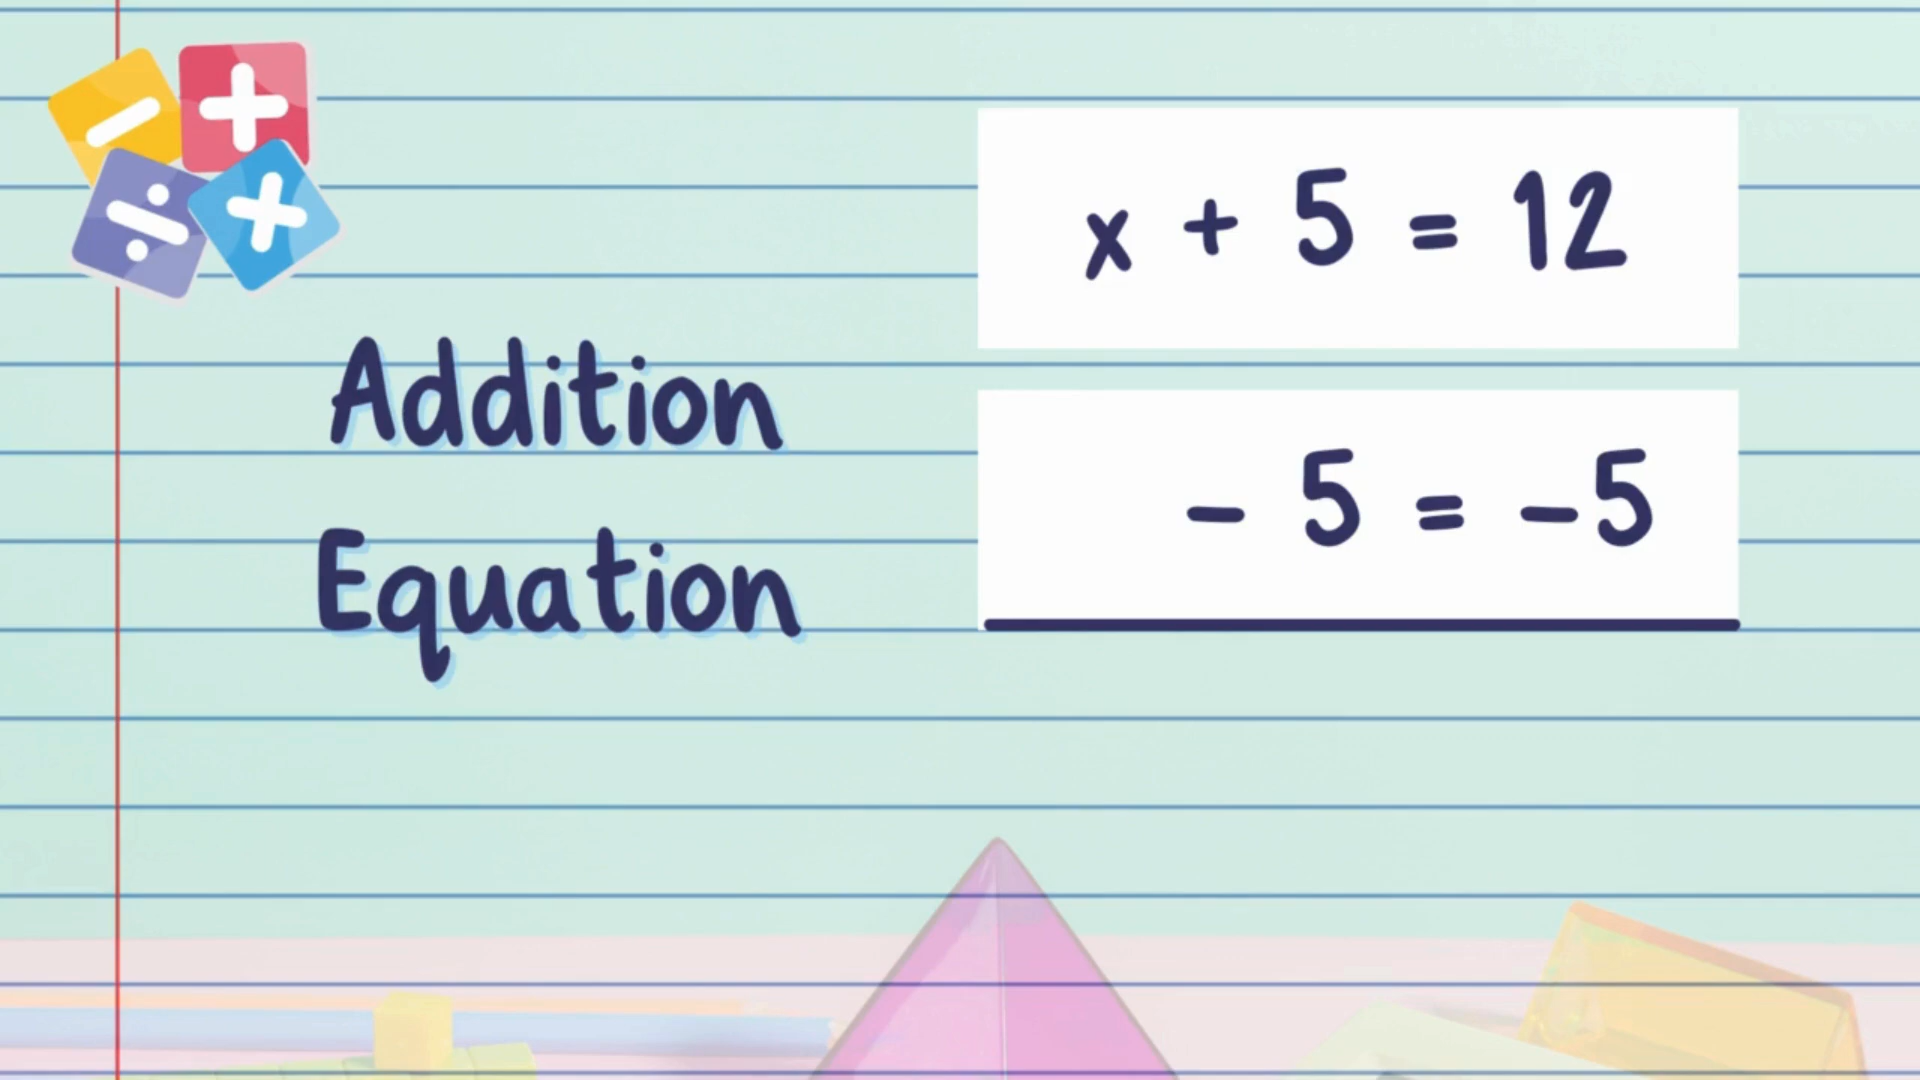 Addition
Equation
x + 5 = 12
- 5 = -5